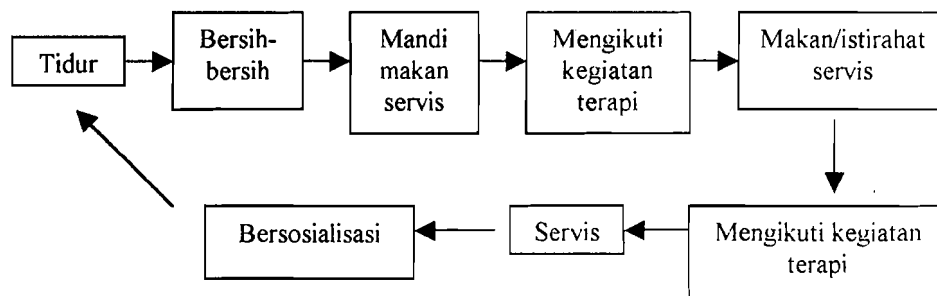 Tidur
Bersih-
bersih
Mandi
makan
servis
Mengikuti
kegiatan
terapi
Makan/istirahat
servis
Mengikuti kegiatan
terapi
Servis
Bersosialisasi